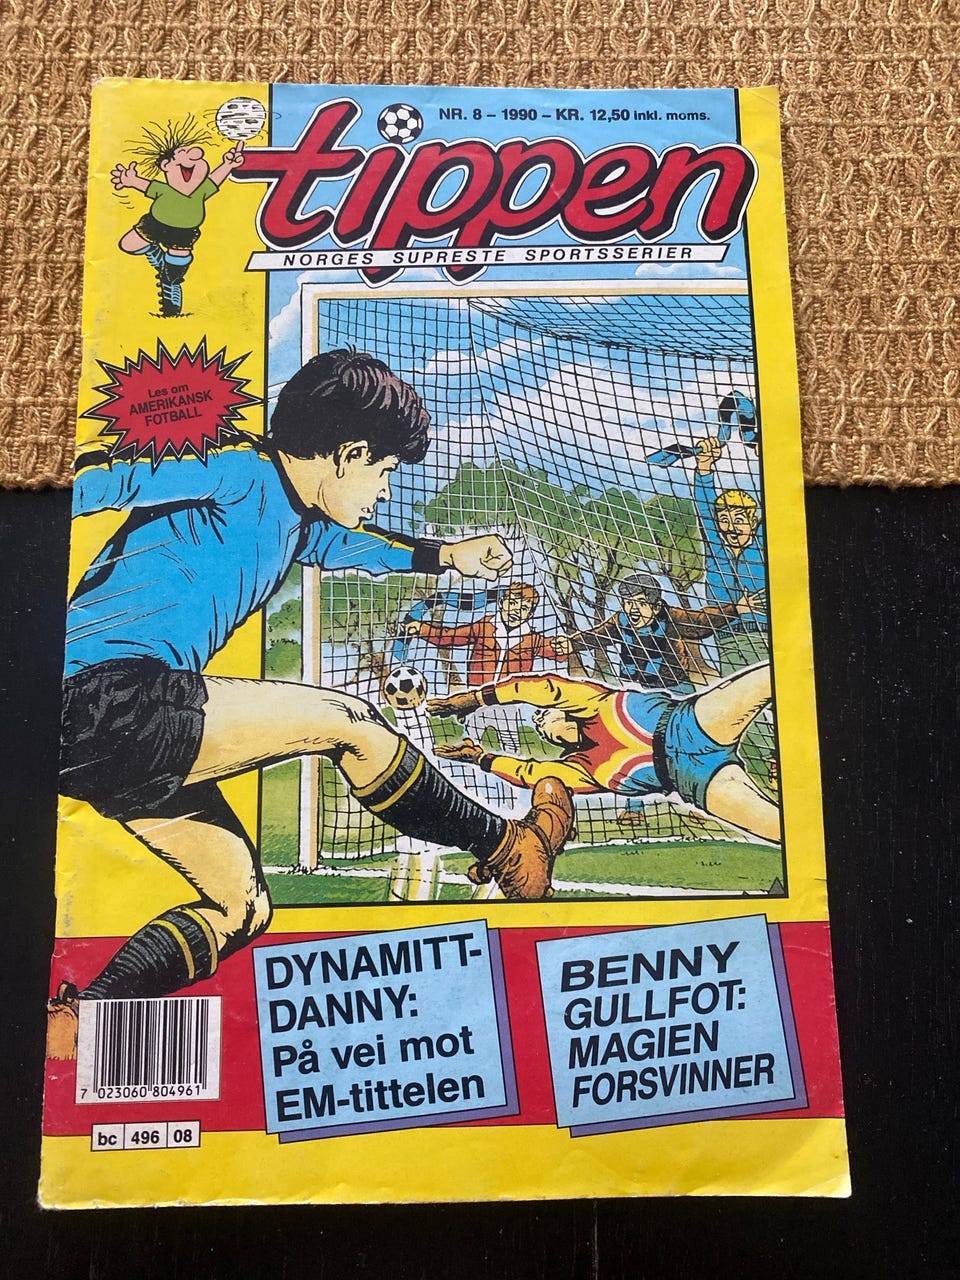 NR. 8 – 1990 – KR. 12,50 inkl. moms.
tippen
NORGES SUPRESTE SPORTSSERIER
Les om
AMERIKANSK
FOTBALL
DYNAMITT-
DANNY:
På vei mot
EM-tittelen
BENNY
GULLFOT:
MAGIEN
FORSVINNER
7 023060 804961
bc 496 08